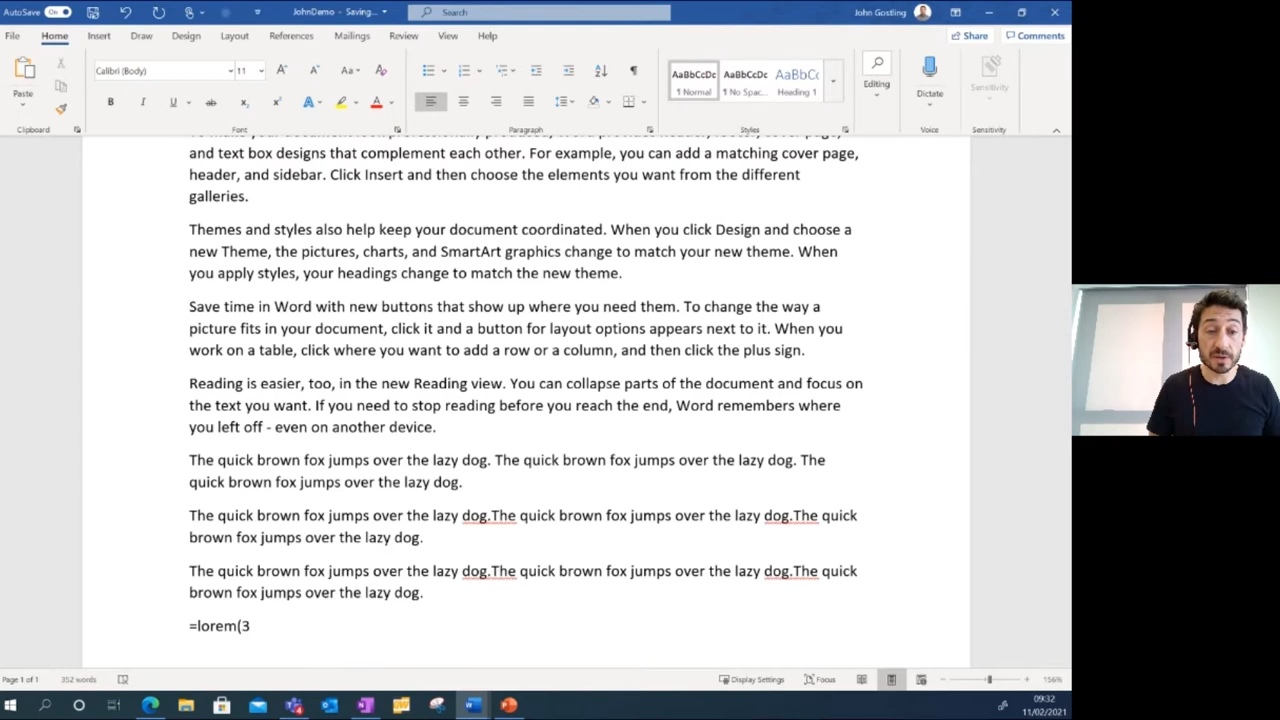 AutoSave On JohnDemo - Saving... Search John Gostling
File Home Insert Draw Design Layout References Mailings Review View Help Share Comments
Calibri (Body) 11 Aa AaBbCcDc AaBbCcDc AaBbCc
Paste B I U ab x x A A 1 Normal 1 No Spac... Heading 1 Editing Dictate Sensitivity
Clipboard Font Paragraph Styles Voice Sensitivity
and text box designs that complement each other. For example, you can add a matching cover page,
header, and sidebar. Click Insert and then choose the elements you want from the different
galleries.
Themes and styles also help keep your document coordinated. When you click Design and choose a
new Theme, the pictures, charts, and SmartArt graphics change to match your new theme. When
you apply styles, your headings change to match the new theme.
Save time in Word with new buttons that show up where you need them. To change the way a
picture fits in your document, click it and a button for layout options appears next to it. When you
work on a table, click where you want to add a row or a column, and then click the plus sign.
Reading is easier, too, in the new Reading view. You can collapse parts of the document and focus on
the text you want. If you need to stop reading before you reach the end, Word remembers where
you left off - even on another device.
The quick brown fox jumps over the lazy dog. The quick brown fox jumps over the lazy dog. The
quick brown fox jumps over the lazy dog.
The quick brown fox jumps over the lazy dog.The quick brown fox jumps over the lazy dog.The quick
brown fox jumps over the lazy dog.
The quick brown fox jumps over the lazy dog.The quick brown fox jumps over the lazy dog.The quick
brown fox jumps over the lazy dog.
=lorem(3
Page 1 of 1 352 words Display Settings Focus 156%
09:32
11/02/2021